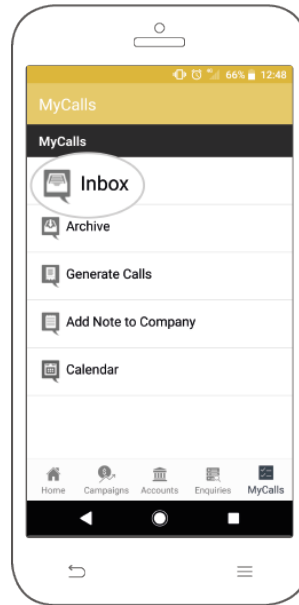 66% 12:48
MyCalls
MyCalls
Inbox
Archive
Generate Calls
Add Note to Company
Calendar
Home Campaigns Accounts Enquiries MyCalls